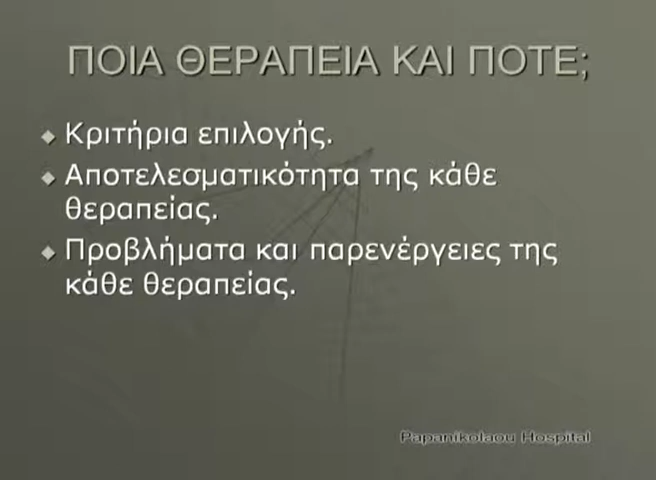 ΠΟΙΑ ΘΕΡΑΠΕΙΑ ΚΑΙ ΠΟΤΕ;
Κριτήρια επιλογής.
Αποτελεσματικότητα της κάθε
θεραπείας.
Προβλήματα και παρενέργειες της
κάθε θεραπείας.
Papanikolaou Hospital